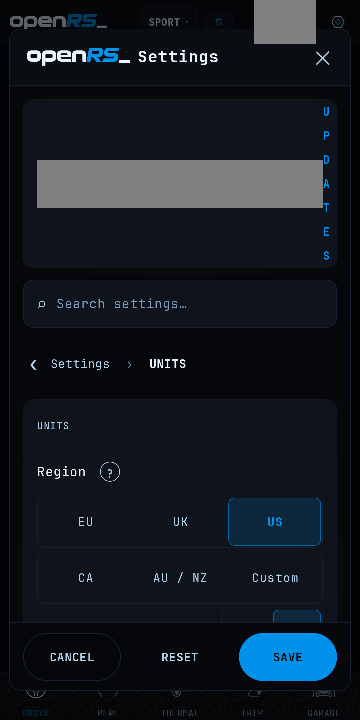 openRS_
SPORT
S
openRS_ Settings
UPDATES
Search settings…
Settings › UNITS
UNITS
Region ?
EU UK US
CA AU / NZ Custom
CANCEL RESET SAVE
DRIVE THERMAL TRIP GARAGE